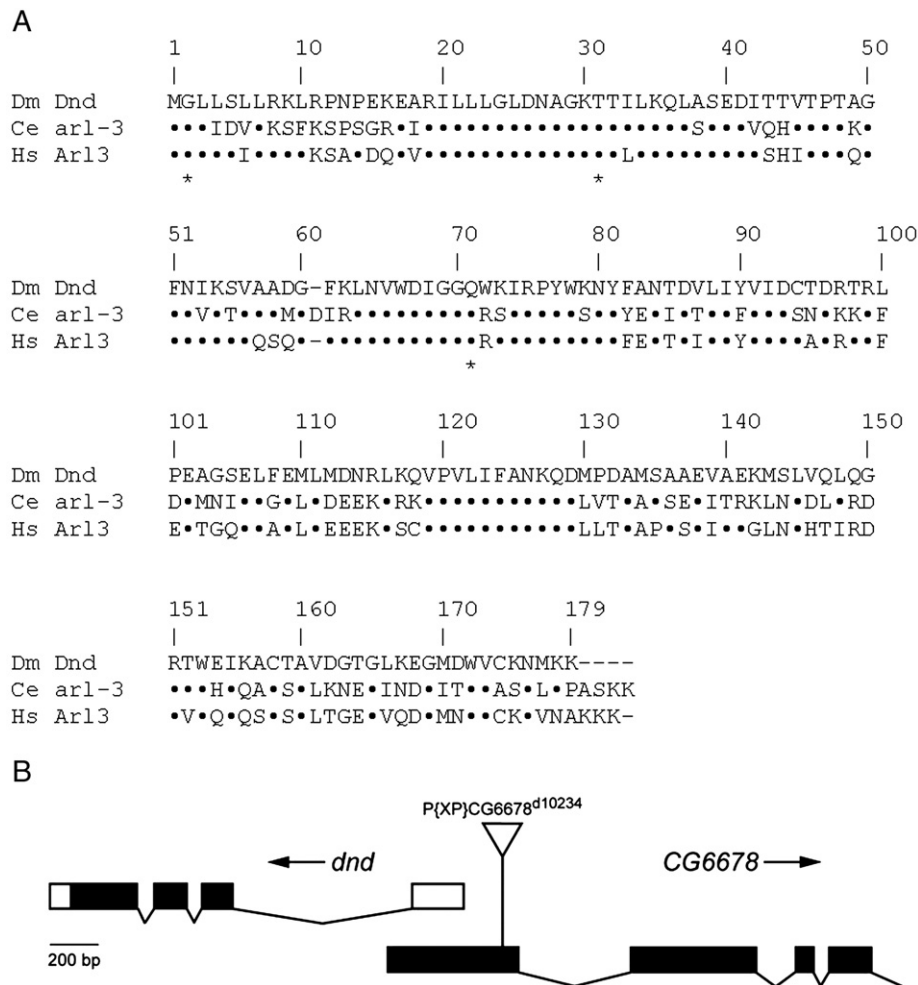 A
1 10 20 30 40 50
| | | | | |
Dm Dnd MGLLSLLRKLRPNPEKEARILLLGLDNAGKTTILKQLASEDITTVTPTAG
Ce arl-3 •••IDV•KSFKSPSGR•I•••••••••••••••••••S•••VQH••••K•
Hs Arl3 •••••I••••KSA•DQ•V••••••••••••••L•••••••••SHI•••Q•
* *
51 60 70 80 90 100
| | | | | |
Dm Dnd FNIKSVAADG-FKLNVWDIGGQWKIRPYWKNYFANTDVLIYVIDCTDRTRL
Ce arl-3 ••V•T•••M•DIR•••••••••RS•••••N••YE•I•T••F•••SN•KK•F
Hs Arl3 ••••••QSQ•-•••••••••••R•••••••••FE•T•I••Y••••A•R••F
*
101 110 120 130 140 150
| | | | | |
Dm Dnd PEAGSELFEMLMDNRLKQVPVLIFANKQDMPDAMSAAEVAEKMSLVQLQG
Ce arl-3 D•MNI••G•L•DEEK•RK•••••••••••LVT•A•SE•ITRKLN•DL•RD
Hs Arl3 E•TGQ••A•L•EEEK•SC•••••••••••LLT•AP•S•I••GLN•HTIRD
151 160 170 179
| | | |
Dm Dnd RTWEIKACTAVDGTGLKEGMDWVCKNMKK----
Ce arl-3 •••H•QA•S•LKNE•IND•IT••AS•L•PASKK
Hs Arl3 •V•Q•QS•S•LTGE•VQD•MN••CK•VNAKKK-
B
P{XP}CG6678d10234
dnd CG6678
200 bp